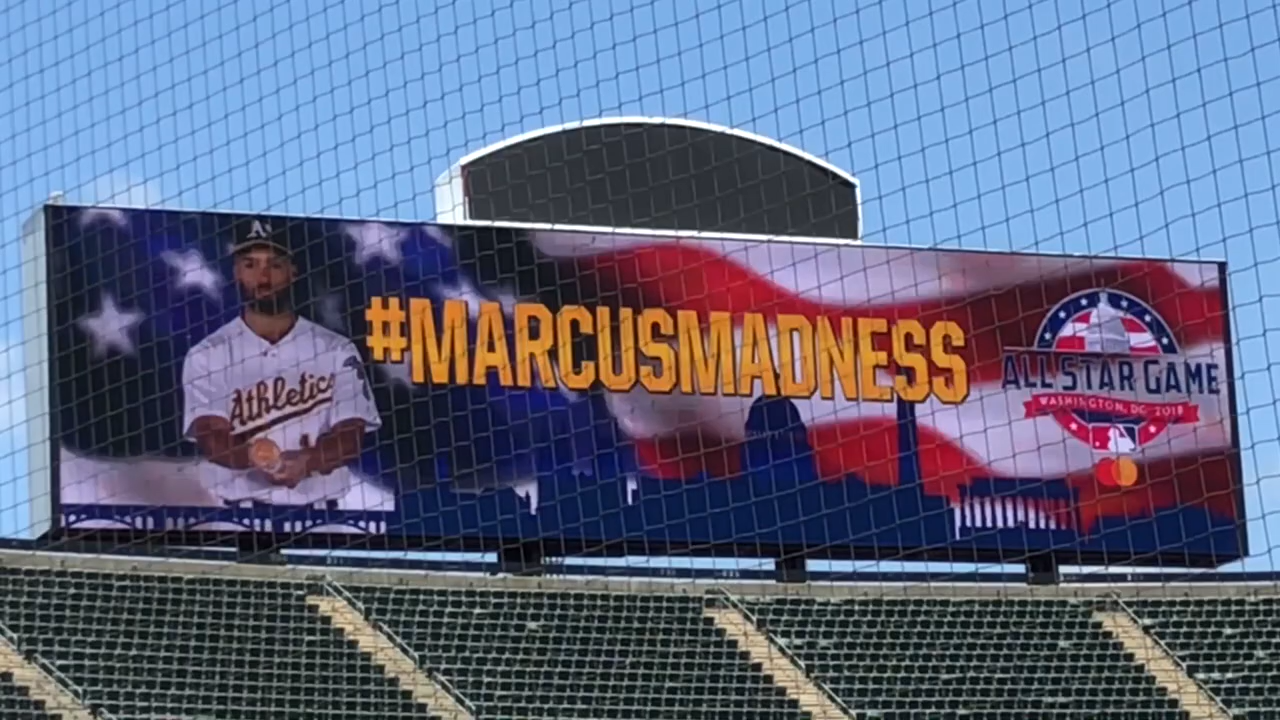 A's
Athletics
#MARCUSMADNESS
ALL STAR GAME
WASHINGTON, DC 2018